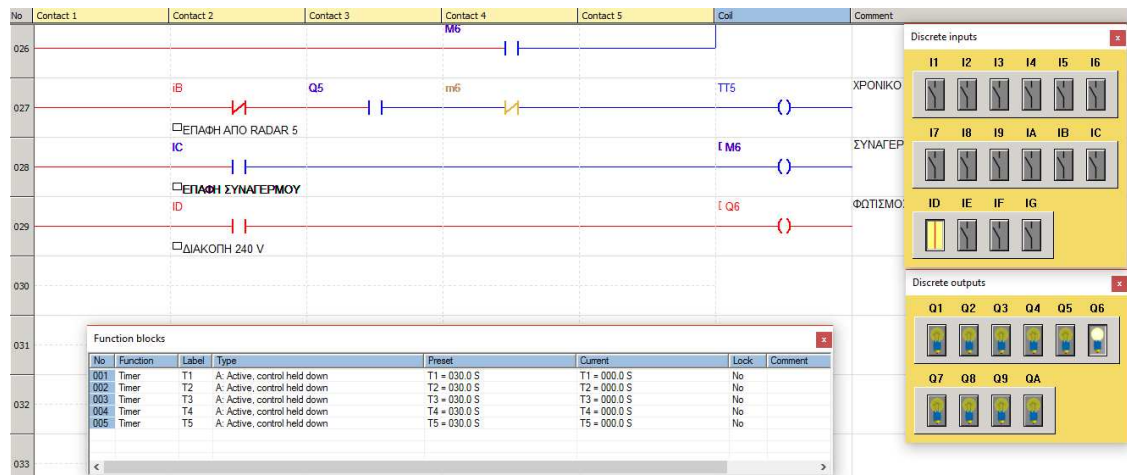 No Contact 1 Contact 2 Contact 3 Contact 4 Contact 5 Coil Comment
M6
026
iB Q5 m6 TT5 ΧΡΟΝΙΚΟ
027
ΕΠΑΦΗ ΑΠΟ RADAR 5
IC [ M6 ΣΥΝΑΓΕΡ
028
ΕΠΑΦΗ ΣΥΝΑΓΕΡΜΟΥ
ID [ Q6 ΦΩΤΙΣΜΟΣ
029
ΔΙΑΚΟΠΗ 240 V
030
031
032
033
Function blocks
x
No Function Label Type Preset Current Lock Comment
001 Timer T1 A: Active, control held down T1 = 030.0 S T1 = 000.0 S No
002 Timer T2 A: Active, control held down T2 = 030.0 S T2 = 000.0 S No
003 Timer T3 A: Active, control held down T3 = 030.0 S T3 = 000.0 S No
004 Timer T4 A: Active, control held down T4 = 030.0 S T4 = 000.0 S No
005 Timer T5 A: Active, control held down T5 = 030.0 S T5 = 000.0 S No
Discrete inputs
x
I1 I2 I3 I4 I5 I6
I7 I8 I9 IA IB IC
ID IE IF IG
Discrete outputs
x
Q1 Q2 Q3 Q4 Q5 Q6
Q7 Q8 Q9 QA